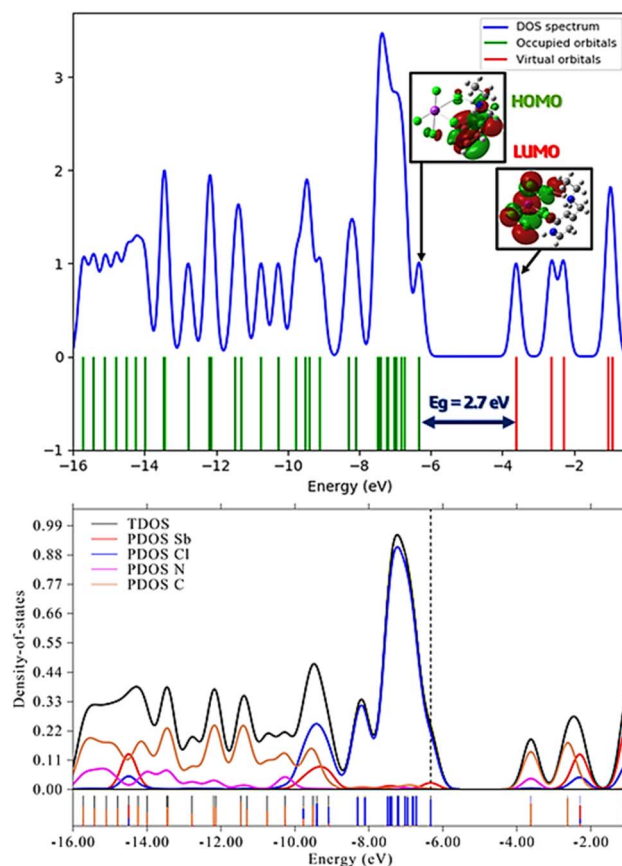 DOS spectrum
Occupied orbitals
Virtual orbitals
HOMO
LUMO
3
2
1
0
−1
Eg = 2.7 eV
−16 −14 −12 −10 −8 −6 −4 −2
Energy (eV)
TDOS
PDOS Sb
PDOS Cl
PDOS N
PDOS C
Density-of-states
0.99
0.88
0.77
0.66
0.55
0.44
0.33
0.22
0.11
0.00
-16.00 -14.00 -12.00 -10.00 -8.00 -6.00 -4.00 -2.00
Energy (eV)